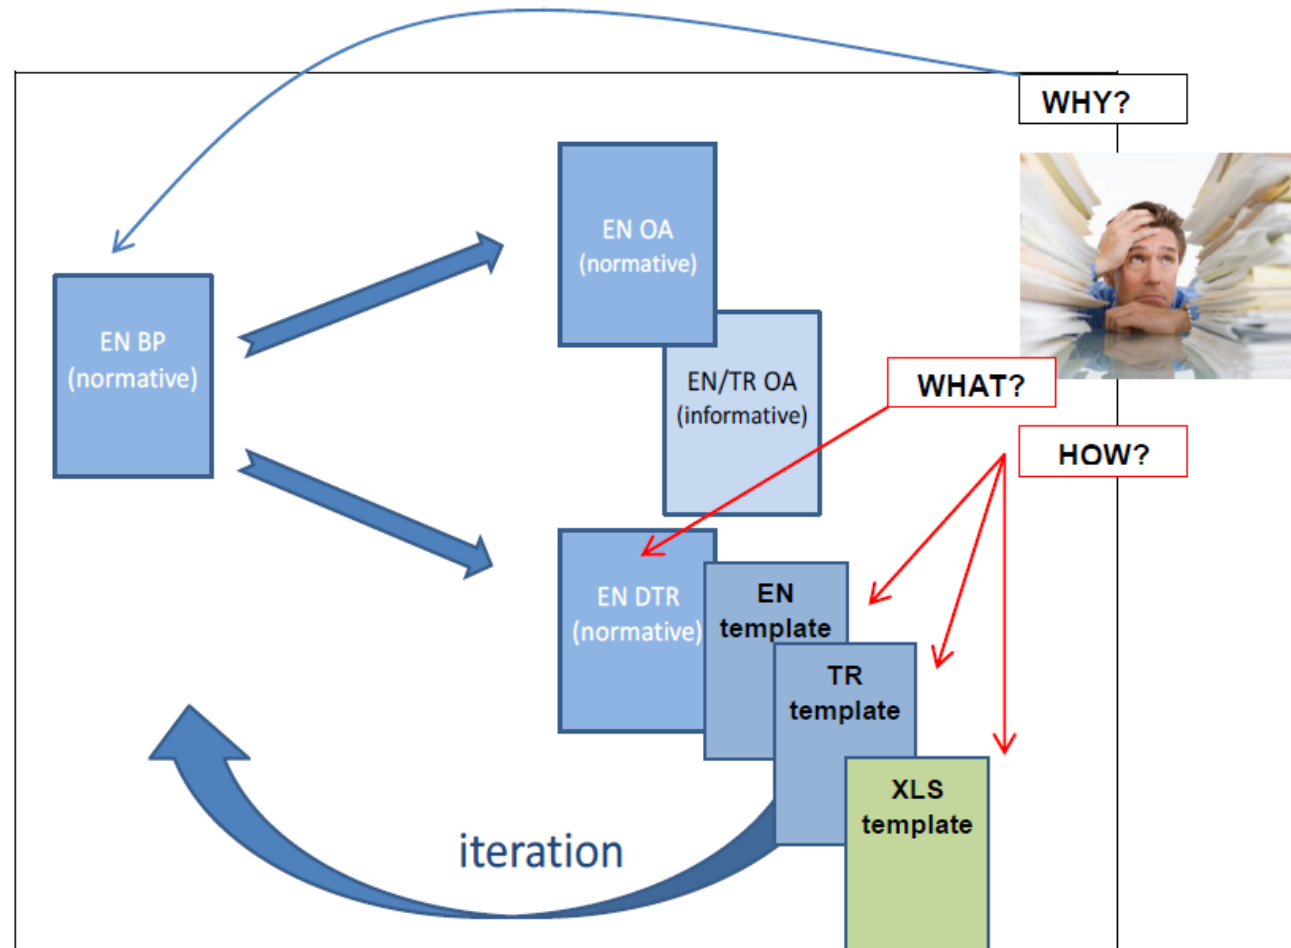 WHY?
EN OA
(normative)
EN BP
(normative)
EN/TR OA
(informative)
WHAT?
HOW?
EN DTR
(normative)
EN
template
TR
template
XLS
template
iteration